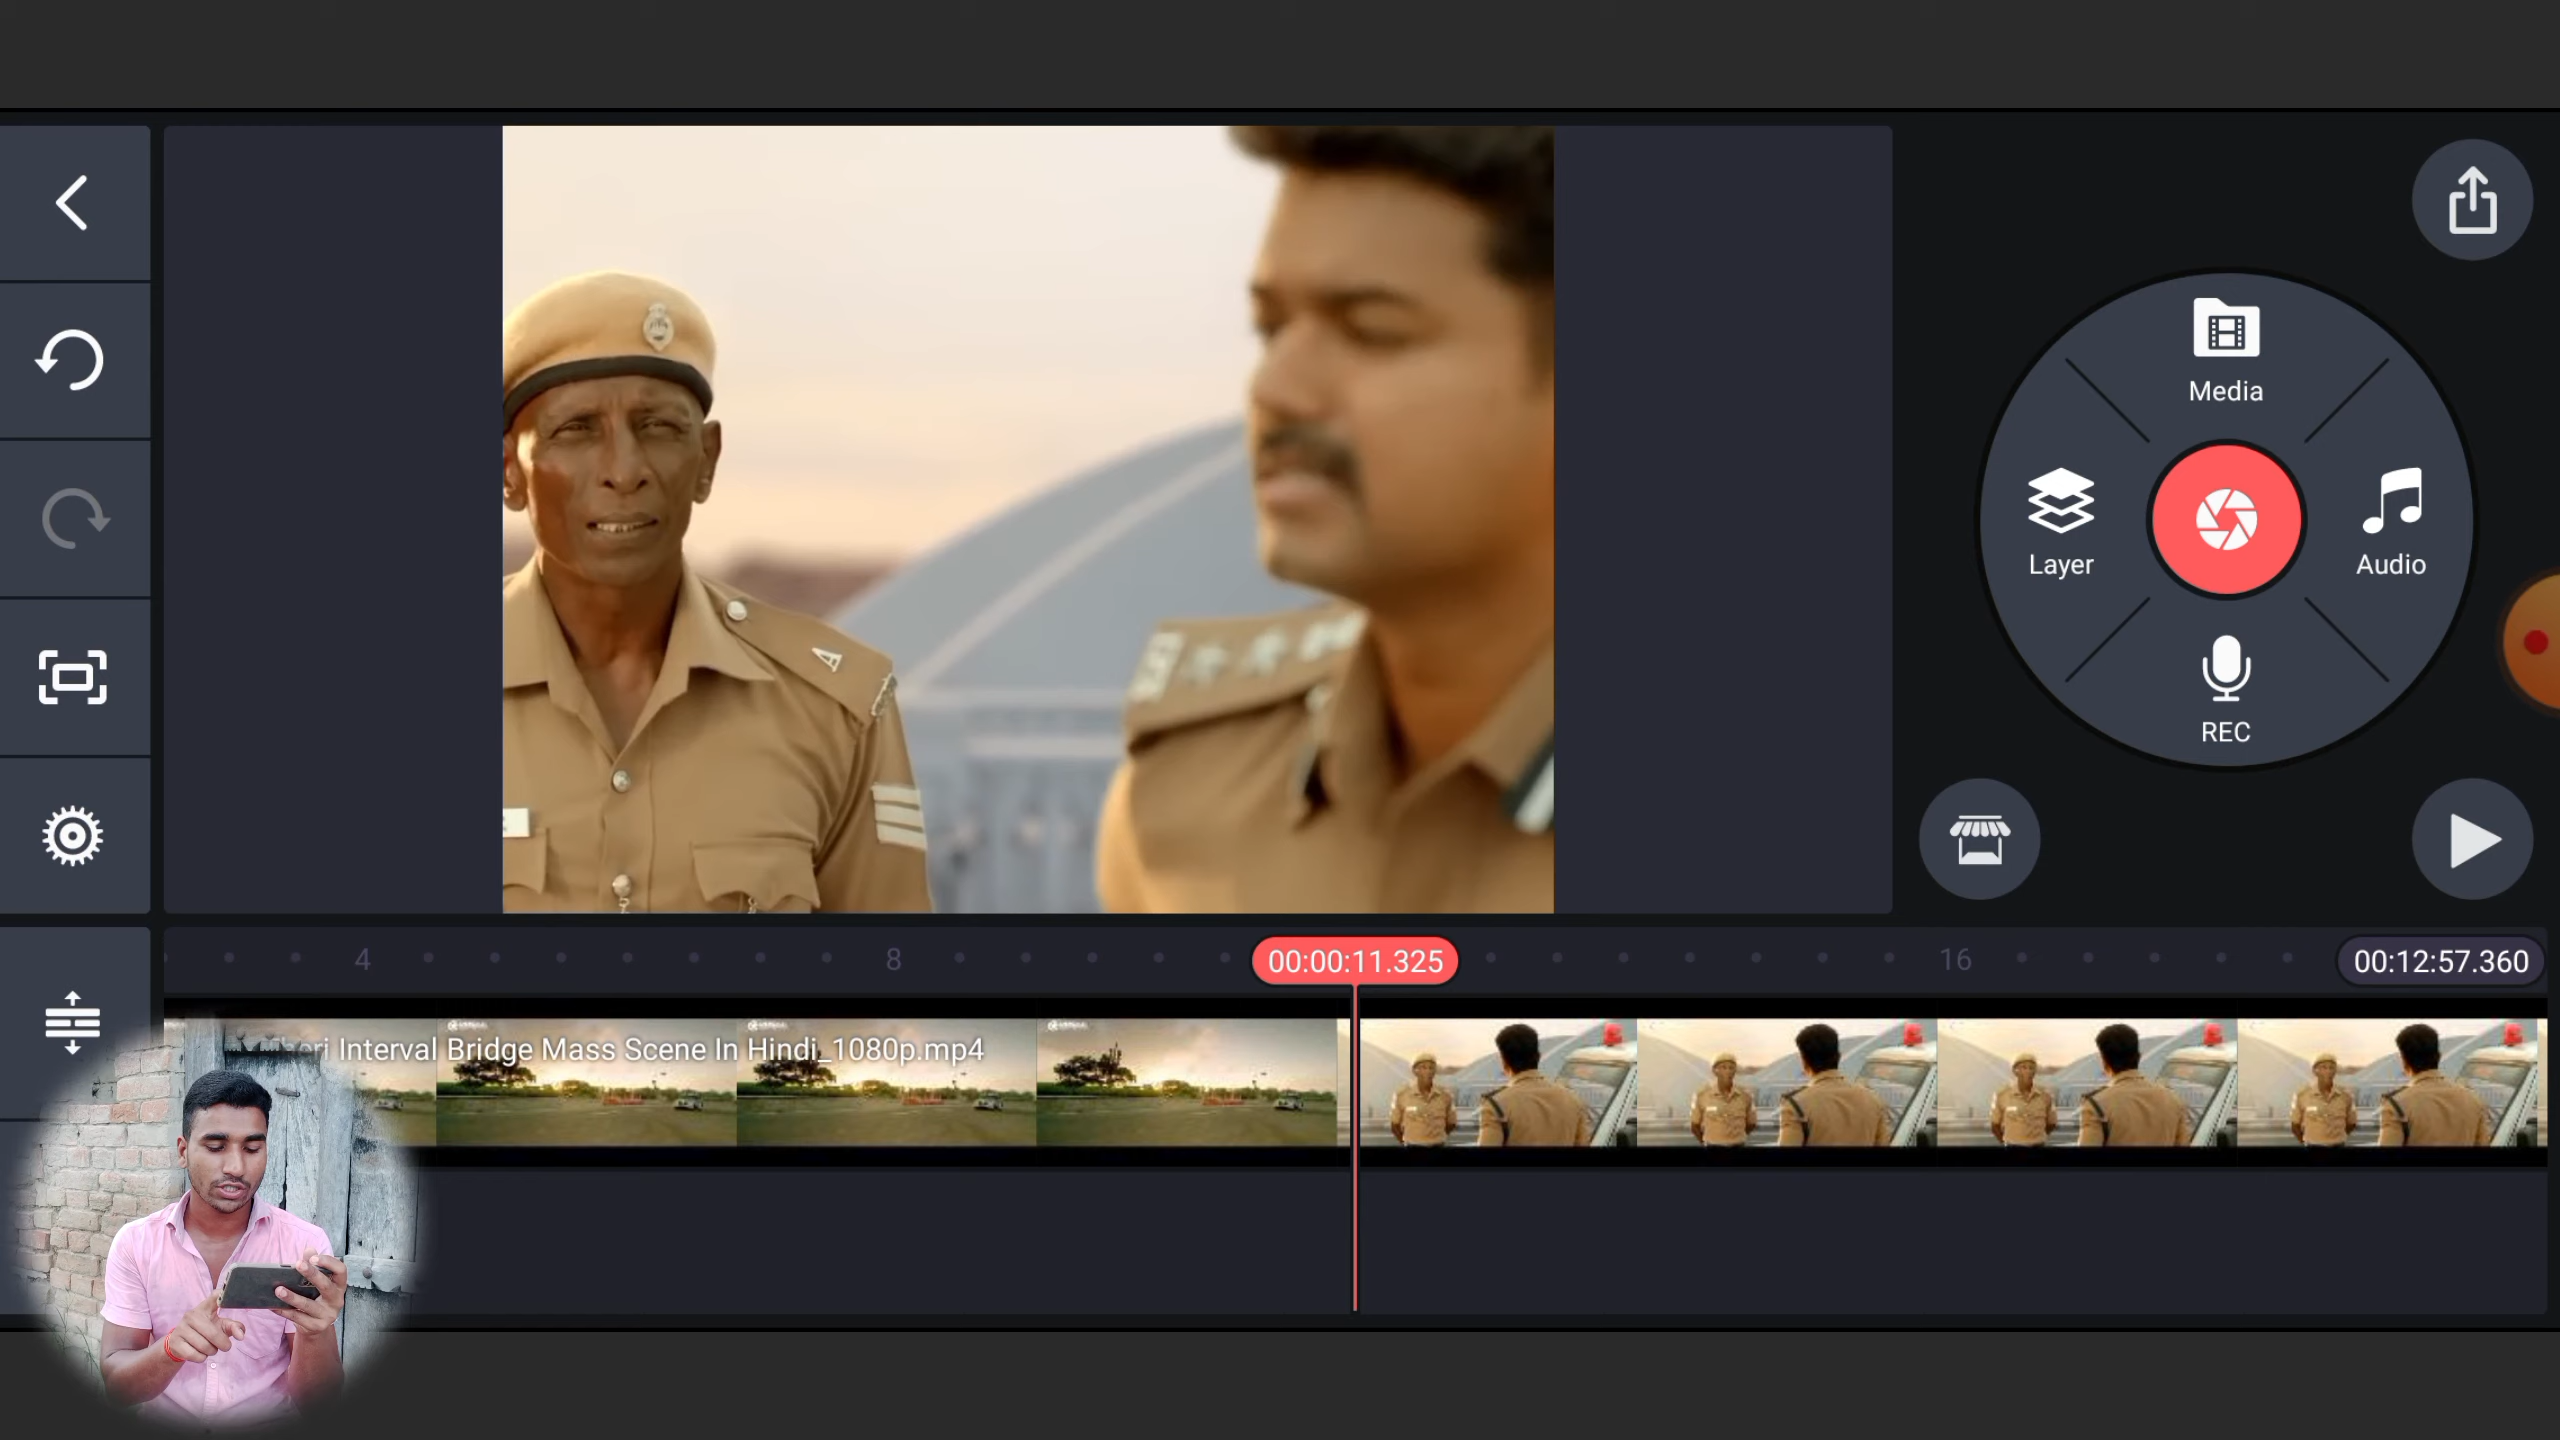 Media
Layer
Audio
REC
4
8
00:00:11.325
16
00:12:57.360
Interval Bridge Mass Scene In Hindi_1080p.mp4